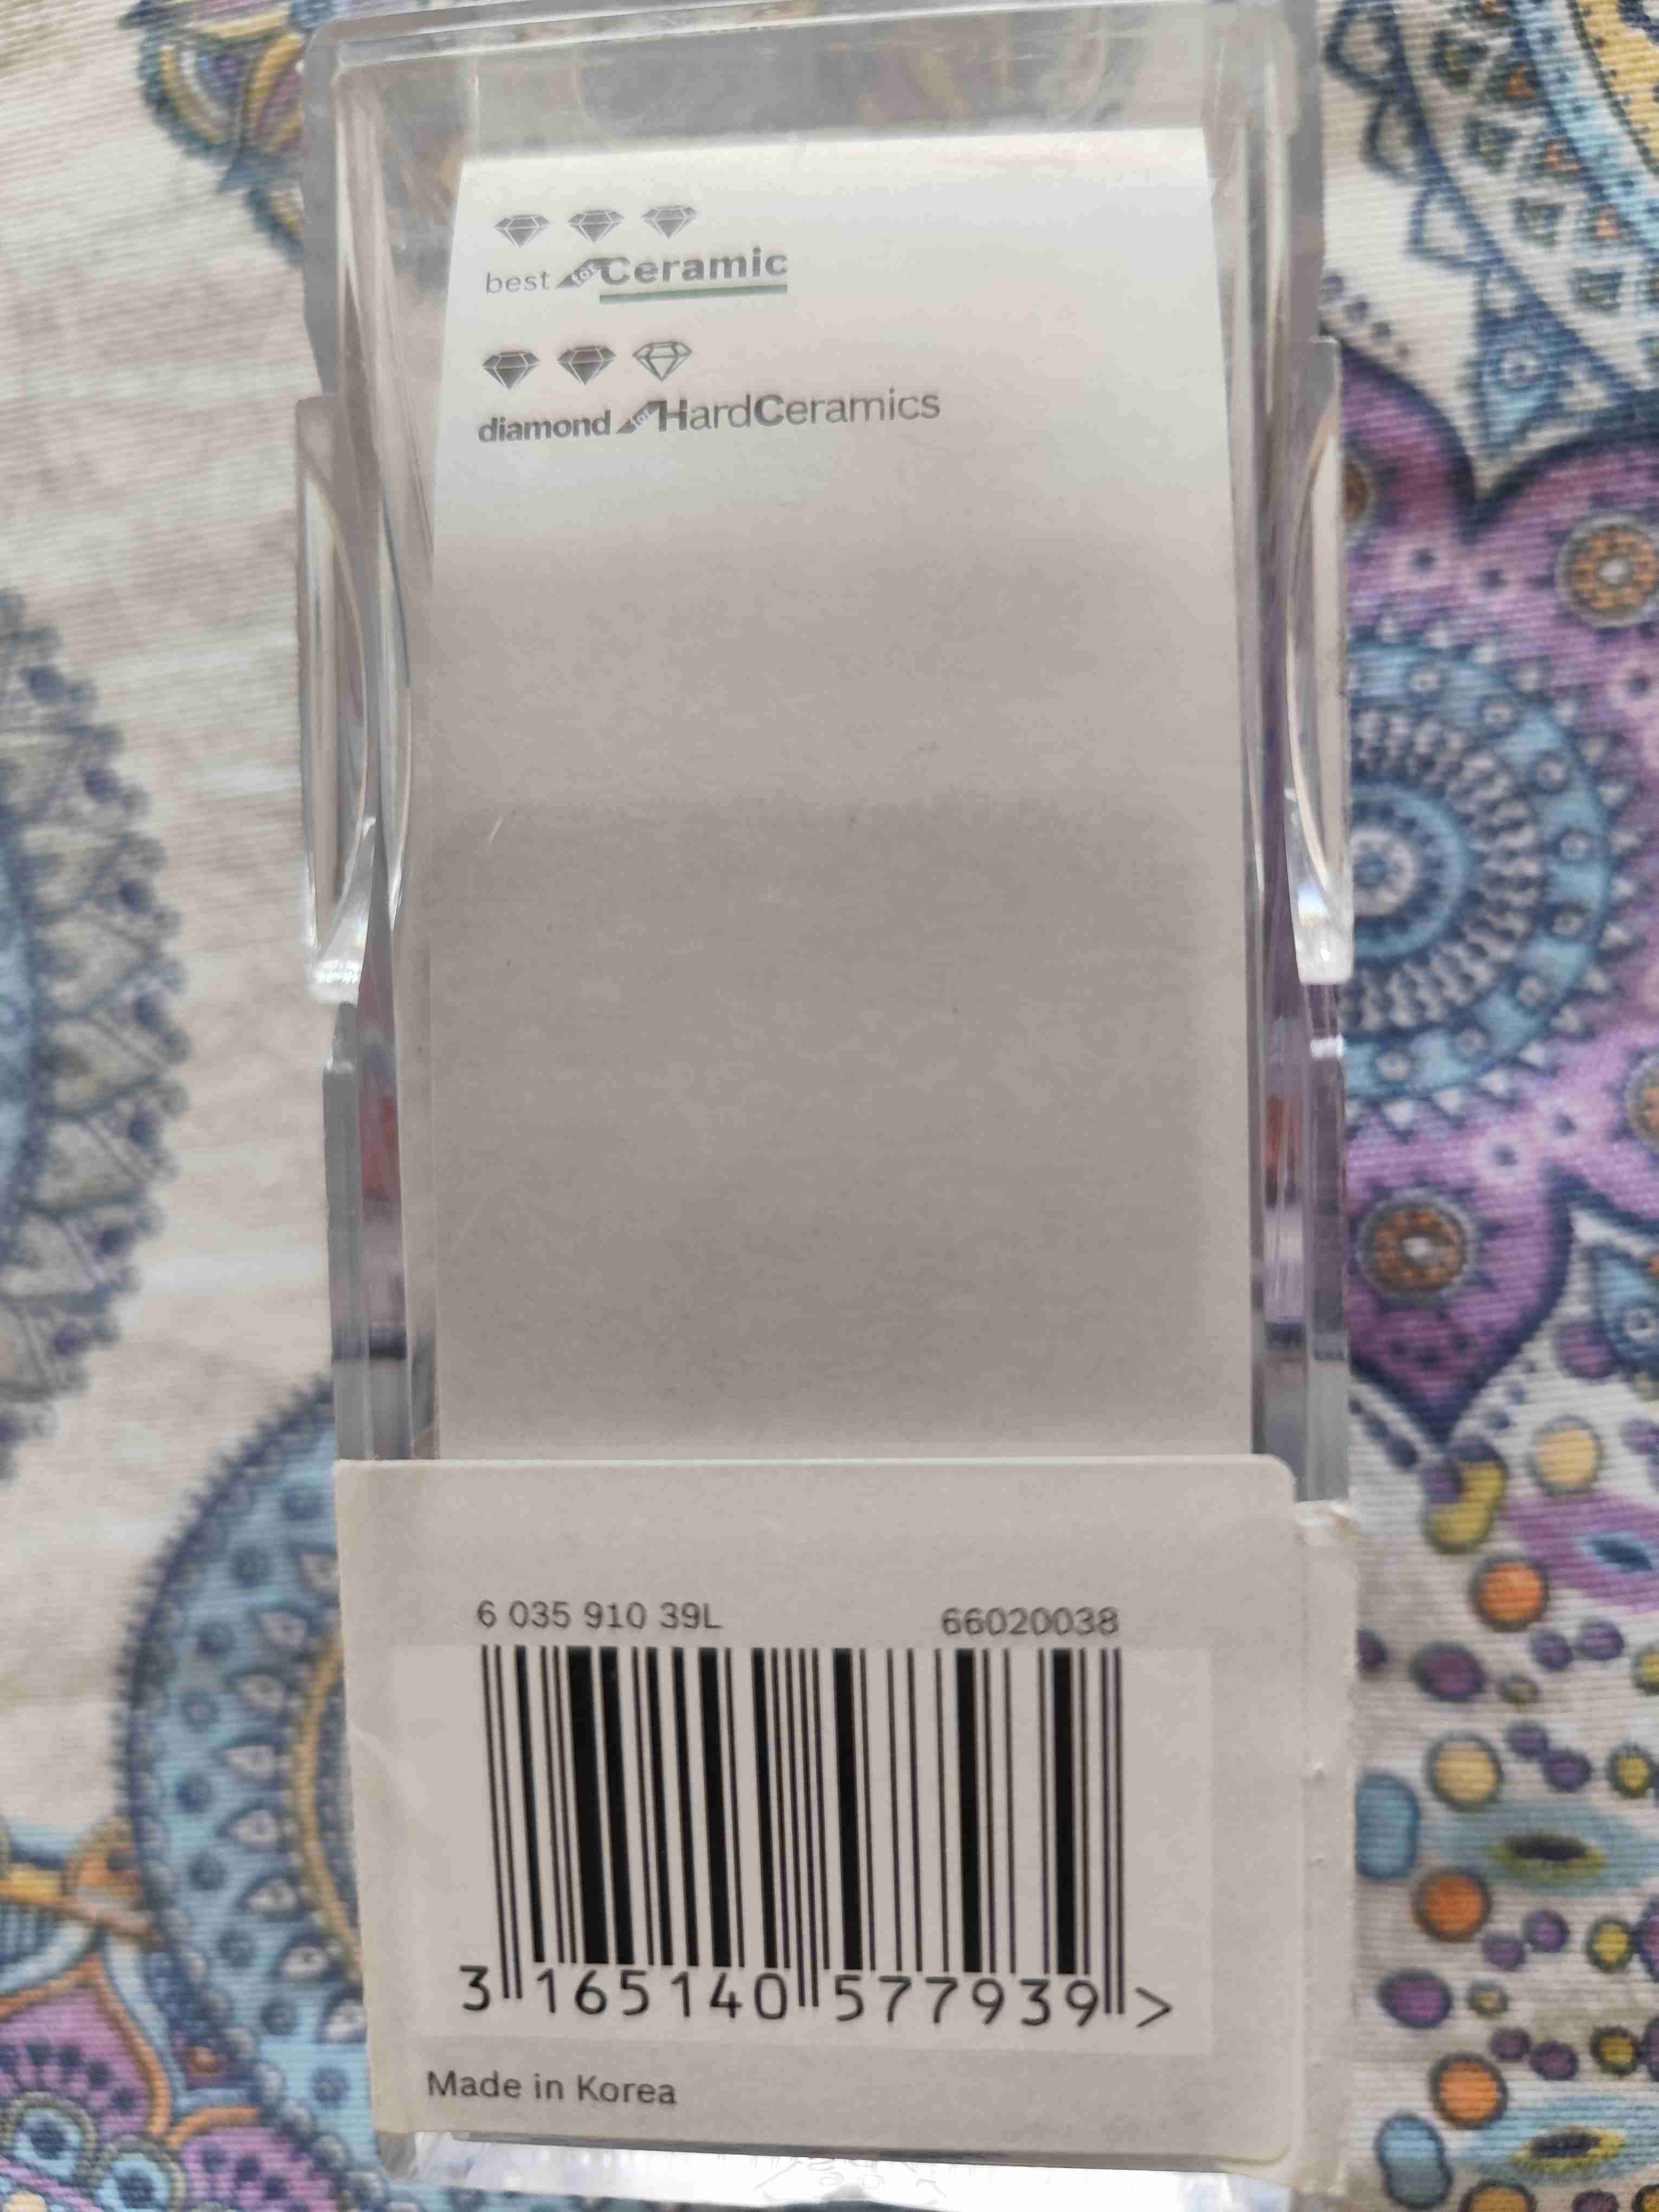 best for Ceramic
diamond for HardCeramics
6 035 910 39L 66020038
3 165140 577939 >
Made in Korea